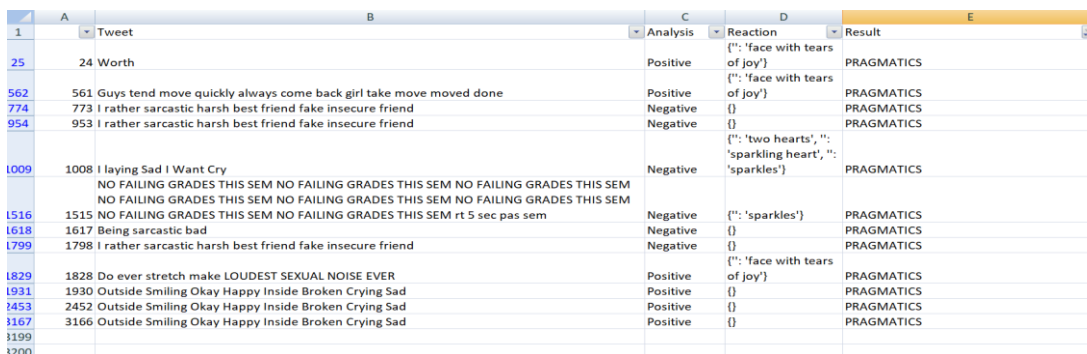 A B C D E
1 Tweet Analysis Reaction Result
{'': 'face with tears
25 24 Worth Positive of joy'} PRAGMATICS
{'': 'face with tears
562 561 Guys tend move quickly always come back girl take move moved done Positive of joy'} PRAGMATICS
774 773 I rather sarcastic harsh best friend fake insecure friend Negative {} PRAGMATICS
954 953 I rather sarcastic harsh best friend fake insecure friend Negative {} PRAGMATICS
{'': 'two hearts', '':
'sparkling heart', '':
1009 1008 I laying Sad I Want Cry Negative 'sparkles'} PRAGMATICS
NO FAILING GRADES THIS SEM NO FAILING GRADES THIS SEM NO FAILING GRADES THIS SEM
NO FAILING GRADES THIS SEM NO FAILING GRADES THIS SEM NO FAILING GRADES THIS SEM
1516 1515 NO FAILING GRADES THIS SEM NO FAILING GRADES THIS SEM rt 5 sec pas sem Negative {'': 'sparkles'} PRAGMATICS
1618 1617 Being sarcastic bad Negative {} PRAGMATICS
1799 1798 I rather sarcastic harsh best friend fake insecure friend Negative {} PRAGMATICS
{'': 'face with tears
1829 1828 Do ever stretch make LOUDEST SEXUAL NOISE EVER Positive of joy'} PRAGMATICS
1931 1930 Outside Smiling Okay Happy Inside Broken Crying Sad Positive {} PRAGMATICS
2453 2452 Outside Smiling Okay Happy Inside Broken Crying Sad Positive {} PRAGMATICS
3167 3166 Outside Smiling Okay Happy Inside Broken Crying Sad Positive {} PRAGMATICS
3199
3200